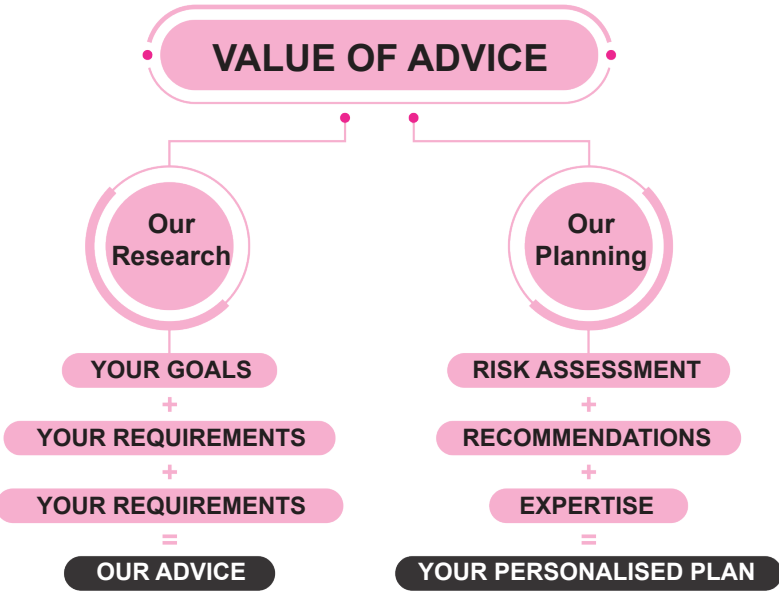 VALUE OF ADVICE
Our
Research
YOUR GOALS
+
YOUR REQUIREMENTS
+
YOUR REQUIREMENTS
=
OUR ADVICE
Our
Planning
RISK ASSESSMENT
+
RECOMMENDATIONS
+
EXPERTISE
=
YOUR PERSONALISED PLAN